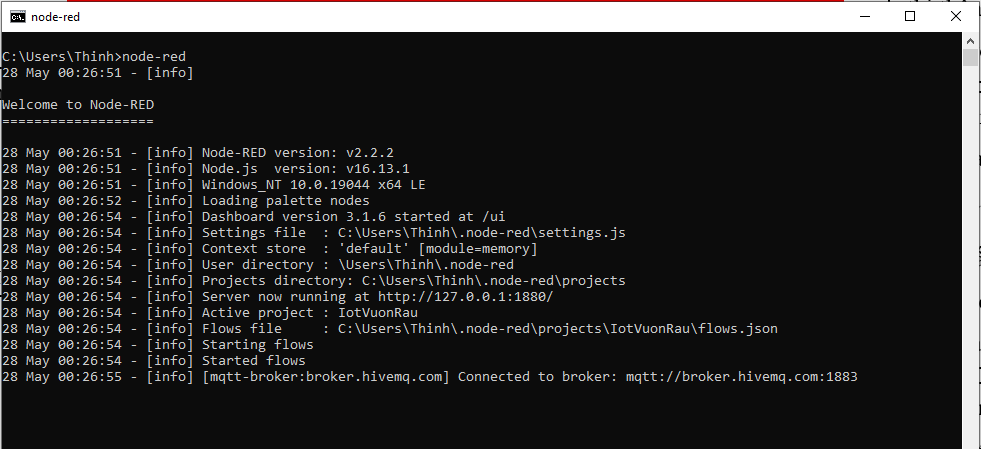 node-red
C:\Users\Thinh>node-red
28 May 00:26:51 - [info]
Welcome to Node-RED
===================
28 May 00:26:51 - [info] Node-RED version: v2.2.2
28 May 00:26:51 - [info] Node.js  version: v16.13.1
28 May 00:26:51 - [info] Windows_NT 10.0.19044 x64 LE
28 May 00:26:52 - [info] Loading palette nodes
28 May 00:26:54 - [info] Dashboard version 3.1.6 started at /ui
28 May 00:26:54 - [info] Settings file  : C:\Users\Thinh\.node-red\settings.js
28 May 00:26:54 - [info] Context store  : 'default' [module=memory]
28 May 00:26:54 - [info] User directory : \Users\Thinh\.node-red
28 May 00:26:54 - [info] Projects directory: C:\Users\Thinh\.node-red\projects
28 May 00:26:54 - [info] Server now running at http://127.0.0.1:1880/
28 May 00:26:54 - [info] Active project : IotVuonRau
28 May 00:26:54 - [info] Flows file     : C:\Users\Thinh\.node-red\projects\IotVuonRau\flows.json
28 May 00:26:54 - [info] Starting flows
28 May 00:26:54 - [info] Started flows
28 May 00:26:55 - [info] [mqtt-broker:broker.hivemq.com] Connected to broker: mqtt://broker.hivemq.com:1883